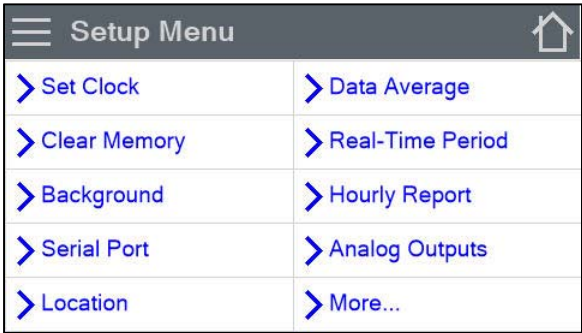 Setup Menu
Set Clock
Data Average
Clear Memory
Real-Time Period
Background
Hourly Report
Serial Port
Analog Outputs
Location
More...